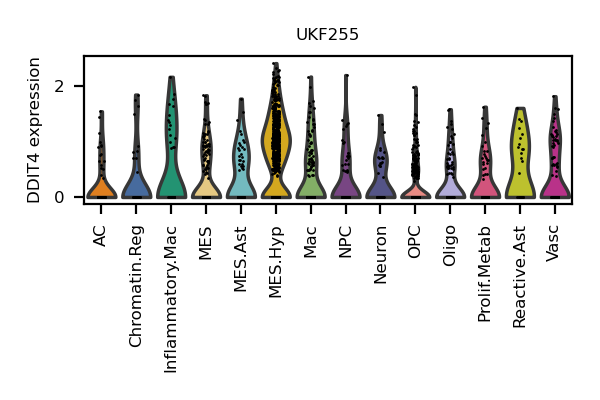 UKF255
DDIT4 expression
2
0
AC
Chromatin.Reg
Inflammatory.Mac
MES
MES.Ast
MES.Hyp
Mac
NPC
Neuron
OPC
Oligo
Prolif.Metab
Reactive.Ast
Vasc